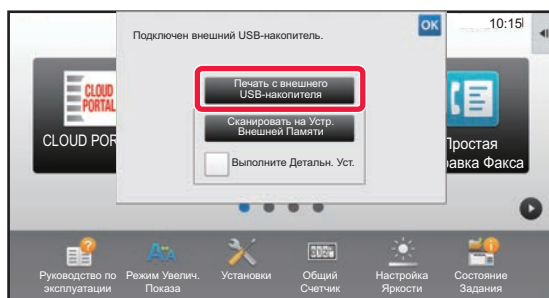 Подключен внешний USB-накопитель.
OK
10:15
Печать с внешнего
USB-накопителя
Сканировать на Устр.
Внешней Памяти
Выполните Детальн. Уст.
CLOUD
PORTAL
CLOUD POR
Простая
равка Факса
Руководство по
эксплуатации
Режим Увелич.
Показа
Установки
Общий
Счетчик
Настройка
Яркости
Состояние
Задания